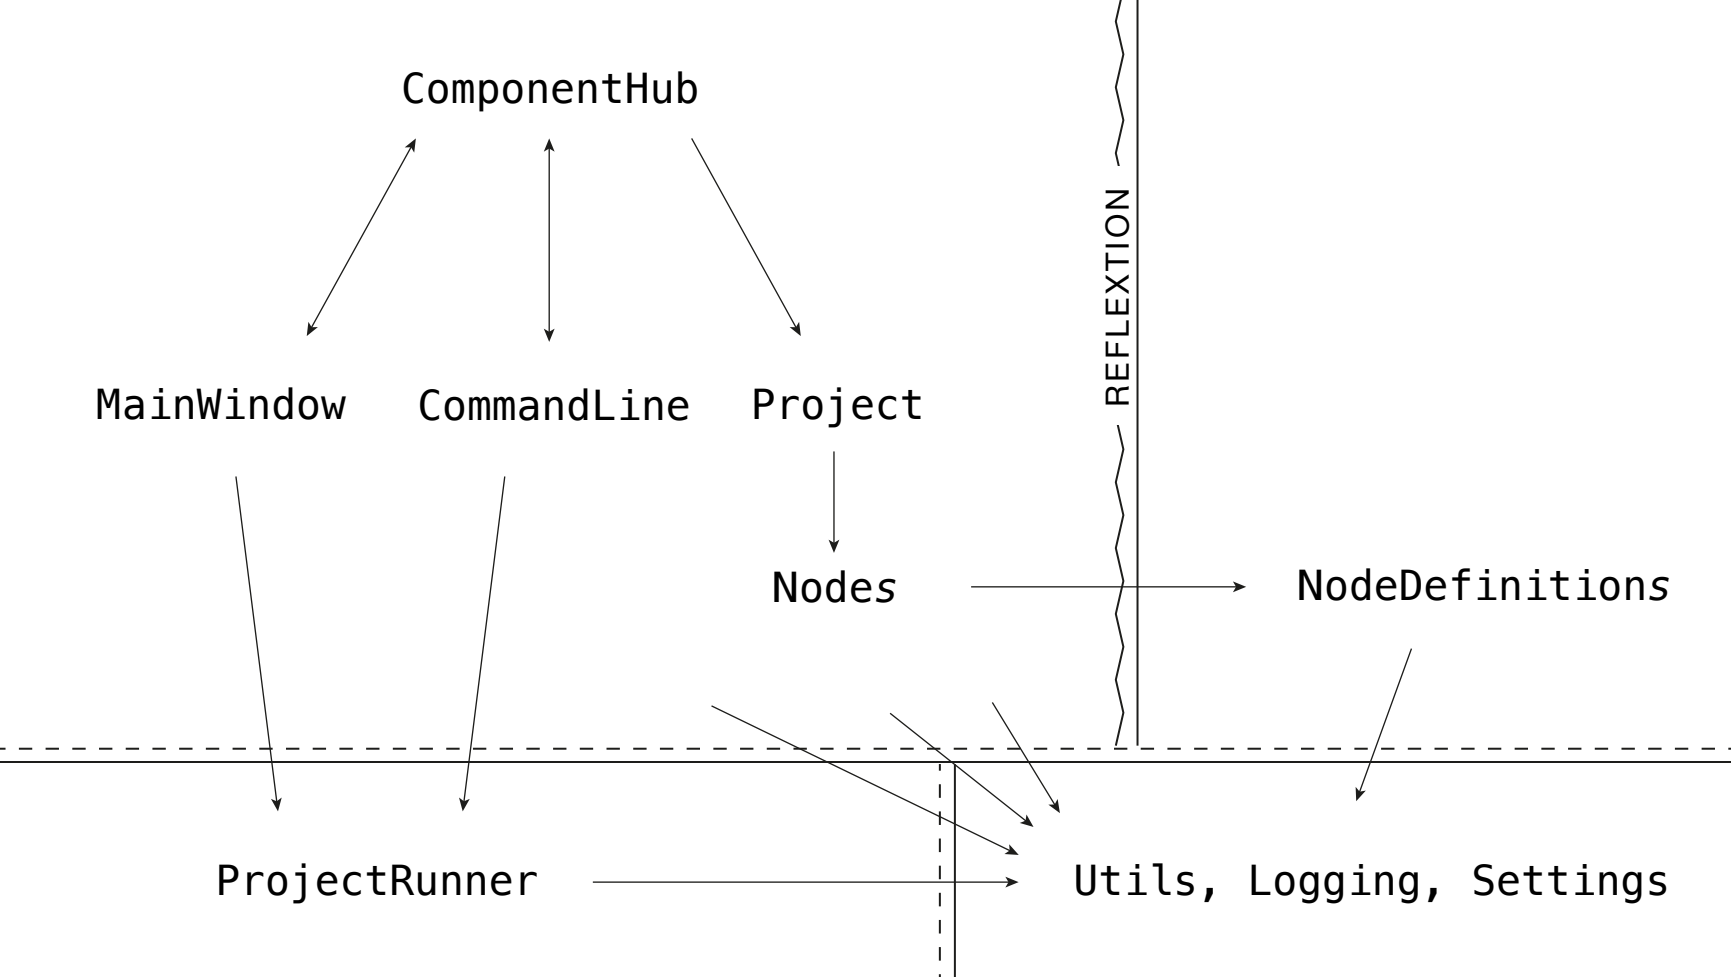 ComponentHub
REFLEXTION
MainWindow
CommandLine
Project
Nodes
NodeDefinitions
ProjectRunner
Utils, Logging, Settings